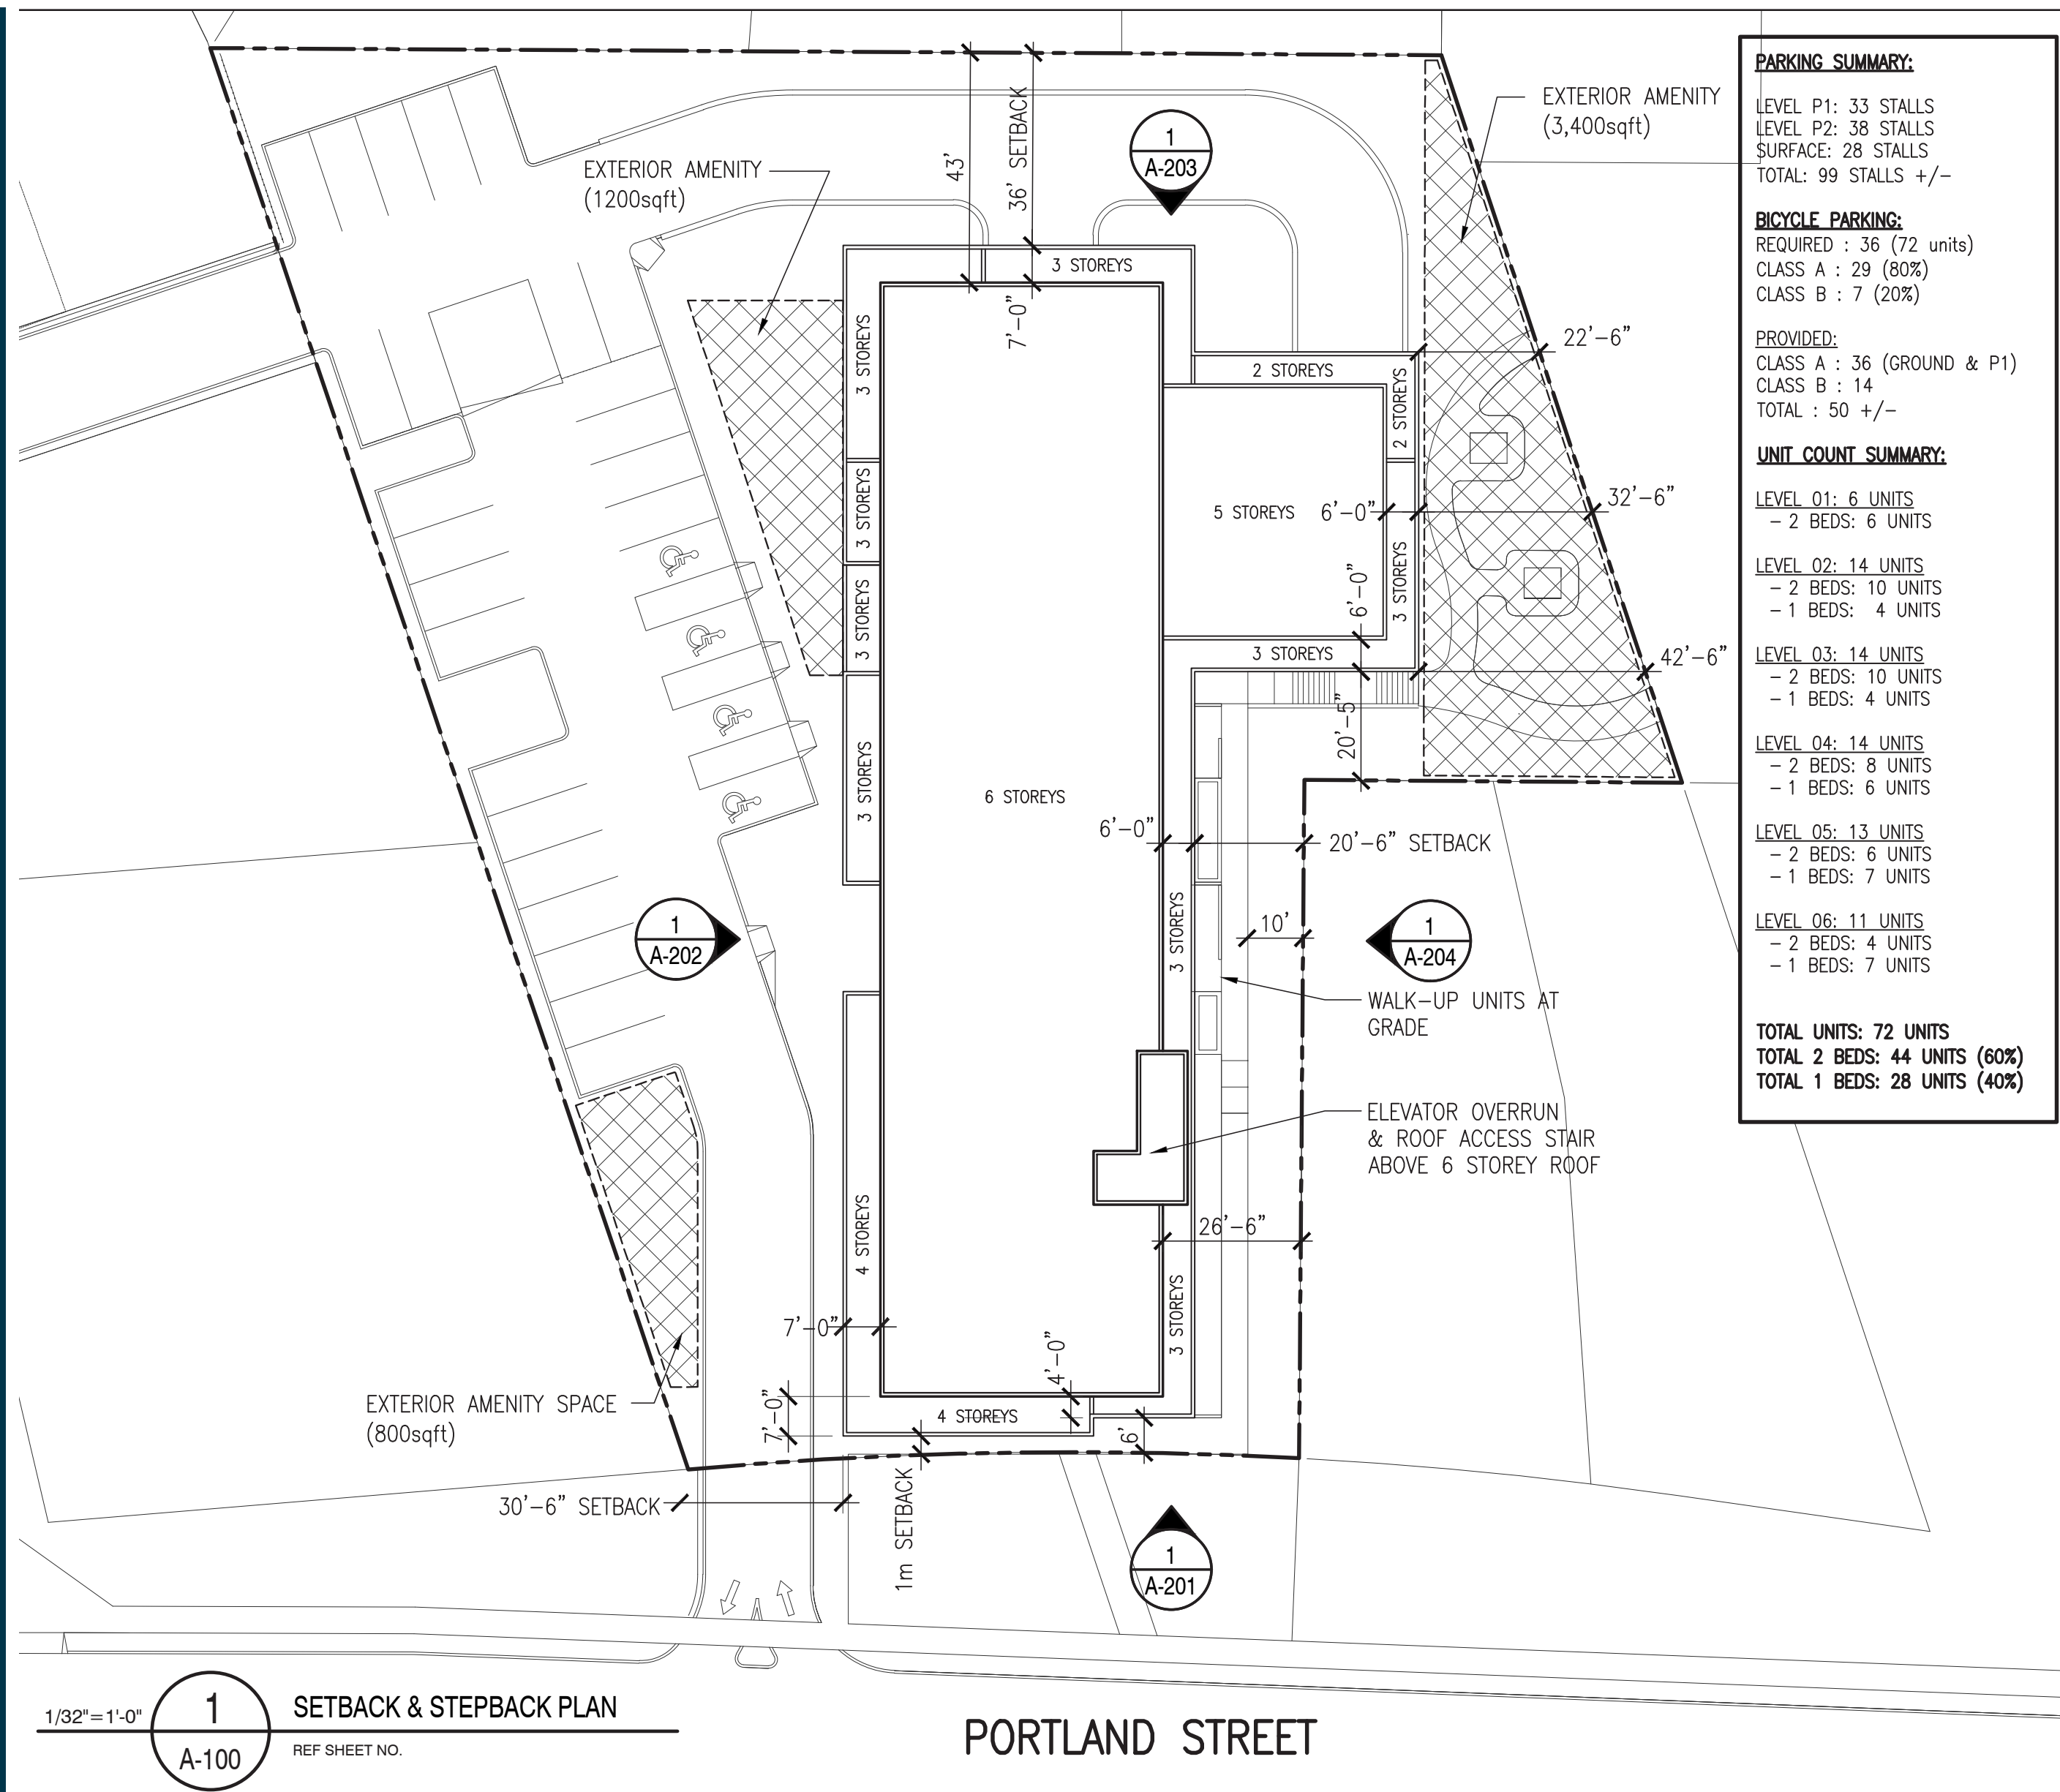 43'
36' SETBACK
1
A-203
EXTERIOR AMENITY
(3,400sqft)
EXTERIOR AMENITY
(1200sqft)
3 STOREYS
7'-0"
3 STOREYS
3 STOREYS
3 STOREYS
3 STOREYS
4 STOREYS
2 STOREYS
2 STOREYS
22'-6"
5 STOREYS
6'-0"
32'-6"
3 STOREYS
6'-0"
3 STOREYS
42'-6"
20'-5"
6 STOREYS
6'-0"
20'-6" SETBACK
3 STOREYS
10'
1
A-202
1
A-204
WALK-UP UNITS AT
GRADE
ELEVATOR OVERRUN
& ROOF ACCESS STAIR
ABOVE 6 STOREY ROOF
26'-6"
3 STOREYS
7'-0"
4'-0"
7'-0"
4 STOREYS
6'
EXTERIOR AMENITY SPACE
(800sqft)
30'-6" SETBACK
1m SETBACK
1
A-201
PARKING SUMMARY:
LEVEL P1: 33 STALLS
LEVEL P2: 38 STALLS
SURFACE: 28 STALLS
TOTAL: 99 STALLS +/-
BICYCLE PARKING:
REQUIRED : 36 (72 units)
CLASS A : 29 (80%)
CLASS B : 7 (20%)
PROVIDED:
CLASS A : 36 (GROUND & P1)
CLASS B : 14
TOTAL : 50 +/-
UNIT COUNT SUMMARY:
LEVEL 01: 6 UNITS
- 2 BEDS: 6 UNITS
LEVEL 02: 14 UNITS
- 2 BEDS: 10 UNITS
- 1 BEDS: 4 UNITS
LEVEL 03: 14 UNITS
- 2 BEDS: 10 UNITS
- 1 BEDS: 4 UNITS
LEVEL 04: 14 UNITS
- 2 BEDS: 8 UNITS
- 1 BEDS: 6 UNITS
LEVEL 05: 13 UNITS
- 2 BEDS: 6 UNITS
- 1 BEDS: 7 UNITS
LEVEL 06: 11 UNITS
- 2 BEDS: 4 UNITS
- 1 BEDS: 7 UNITS
TOTAL UNITS: 72 UNITS
TOTAL 2 BEDS: 44 UNITS (60%)
TOTAL 1 BEDS: 28 UNITS (40%)
1/32"=1'-0"
1
A-100
SETBACK & STEPBACK PLAN
REF SHEET NO.
PORTLAND STREET